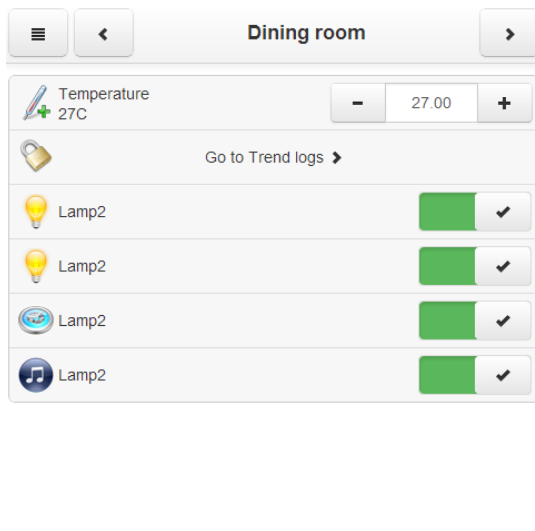 Dining room
Temperature
27C
27.00
Go to Trend logs
Lamp2
Lamp2
Lamp2
Lamp2